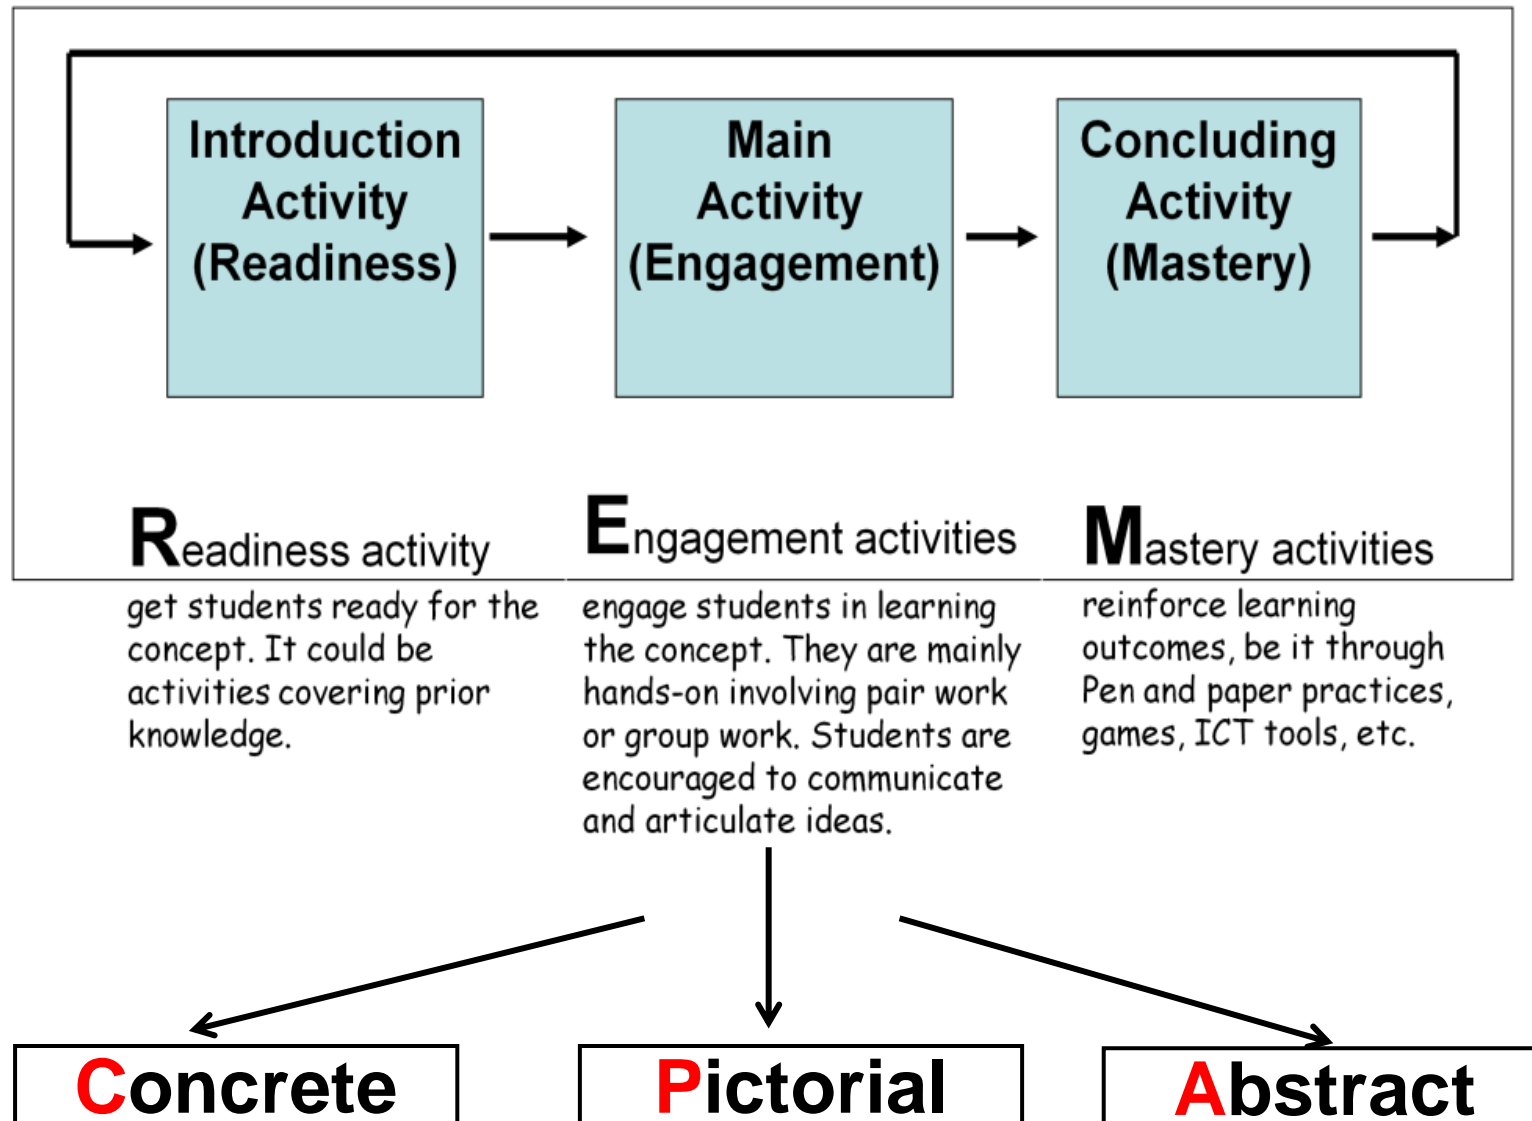 Introduction
Activity
(Readiness)
Main
Activity
(Engagement)
Concluding
Activity
(Mastery)
Readiness activity
get students ready for the
concept. It could be
activities covering prior
knowledge.
Engagement activities
engage students in learning
the concept. They are mainly
hands-on involving pair work
or group work. Students are
encouraged to communicate
and articulate ideas.
Mastery activities
reinforce learning
outcomes, be it through
Pen and paper practices,
games, ICT tools, etc.
Concrete
Pictorial
Abstract